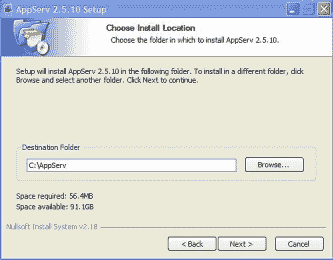 AppServ 2.5.10 Setup
Choose Install Location
Choose the folder in which to install AppServ 2.5.10.
Setup will install AppServ 2.5.10 in the following folder. To install in a different folder, click
Browse and select another folder. Click Next to continue.
Destination Folder
C:\AppServ
Browse...
Space required: 56.4MB
Space available: 91.1GB
Nullsoft Install System v2.18
< Back
Next >
Cancel